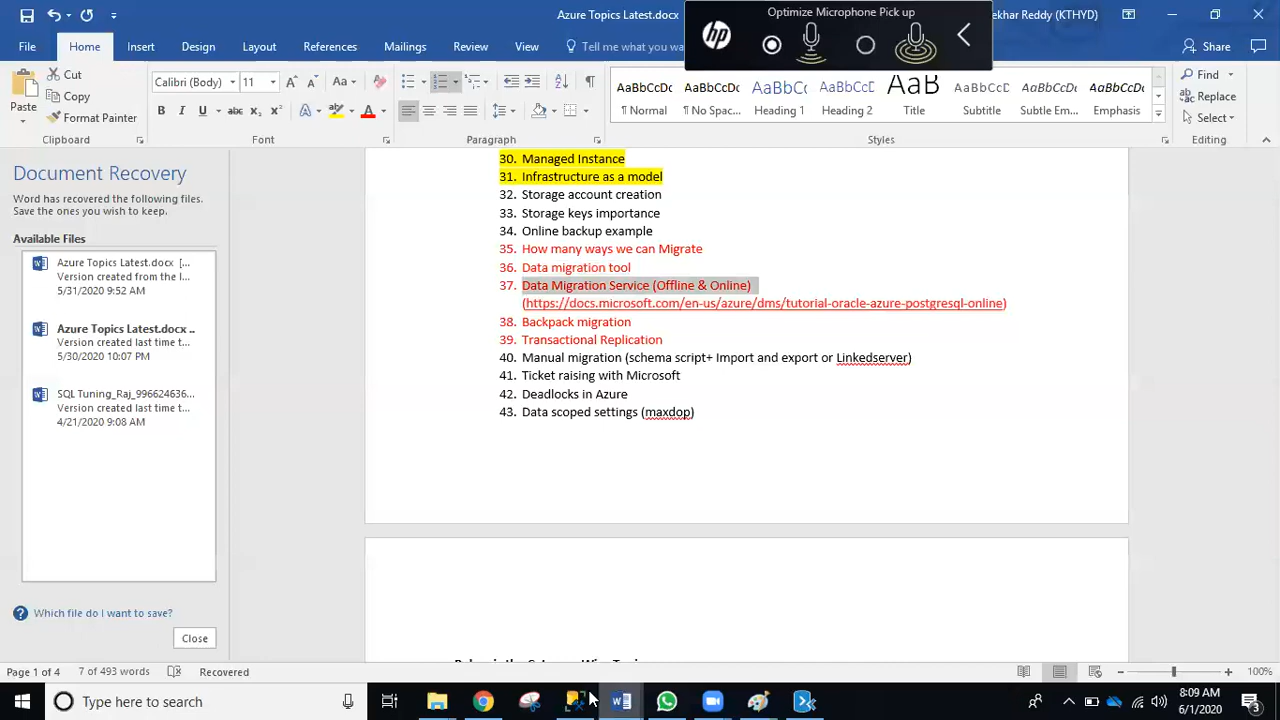 Azure Topics Latest.docx
ekhar Reddy (KTHYD)
Optimize Microphone Pick up
hp
File
Home
Insert
Design
Layout
References
Mailings
Review
View
Tell me what
Share
Paste
Cut
Copy
Format Painter
Calibri (Body)
11
Aa
B I U abc x₂ x²
AaBbCcDc
AaBbCcDc
AaBbC
AaBbCcC
AaB
AaBbCcD
AaBbCcDc
AaBbCcDc
¶ Normal
¶ No Spac...
Heading 1
Heading 2
Title
Subtitle
Subtle Em...
Emphasis
Find
Replace
Select
Clipboard
Font
Paragraph
Styles
Editing
Document Recovery
Word has recovered the following files.
Save the ones you wish to keep.
Available Files
Azure Topics Latest.docx [...
Version created from the l...
5/31/2020 9:52 AM
Azure Topics Latest.docx ..
Version created last time t...
5/30/2020 10:07 PM
SQL Tuning_Raj_996624636...
Version created last time t...
4/21/2020 9:08 AM
Which file do I want to save?
Close
30. Managed Instance
31. Infrastructure as a model
32. Storage account creation
33. Storage keys importance
34. Online backup example
35. How many ways we can Migrate
36. Data migration tool
37. Data Migration Service (Offline & Online)
(https://docs.microsoft.com/en-us/azure/dms/tutorial-oracle-azure-postgresql-online)
38. Backpack migration
39. Transactional Replication
40. Manual migration (schema script+ Import and export or Linkedserver)
41. Ticket raising with Microsoft
42. Deadlocks in Azure
43. Data scoped settings (maxdop)
Page 1 of 4
7 of 493 words
Recovered
100%
Type here to search
8:09 AM
6/1/2020
3